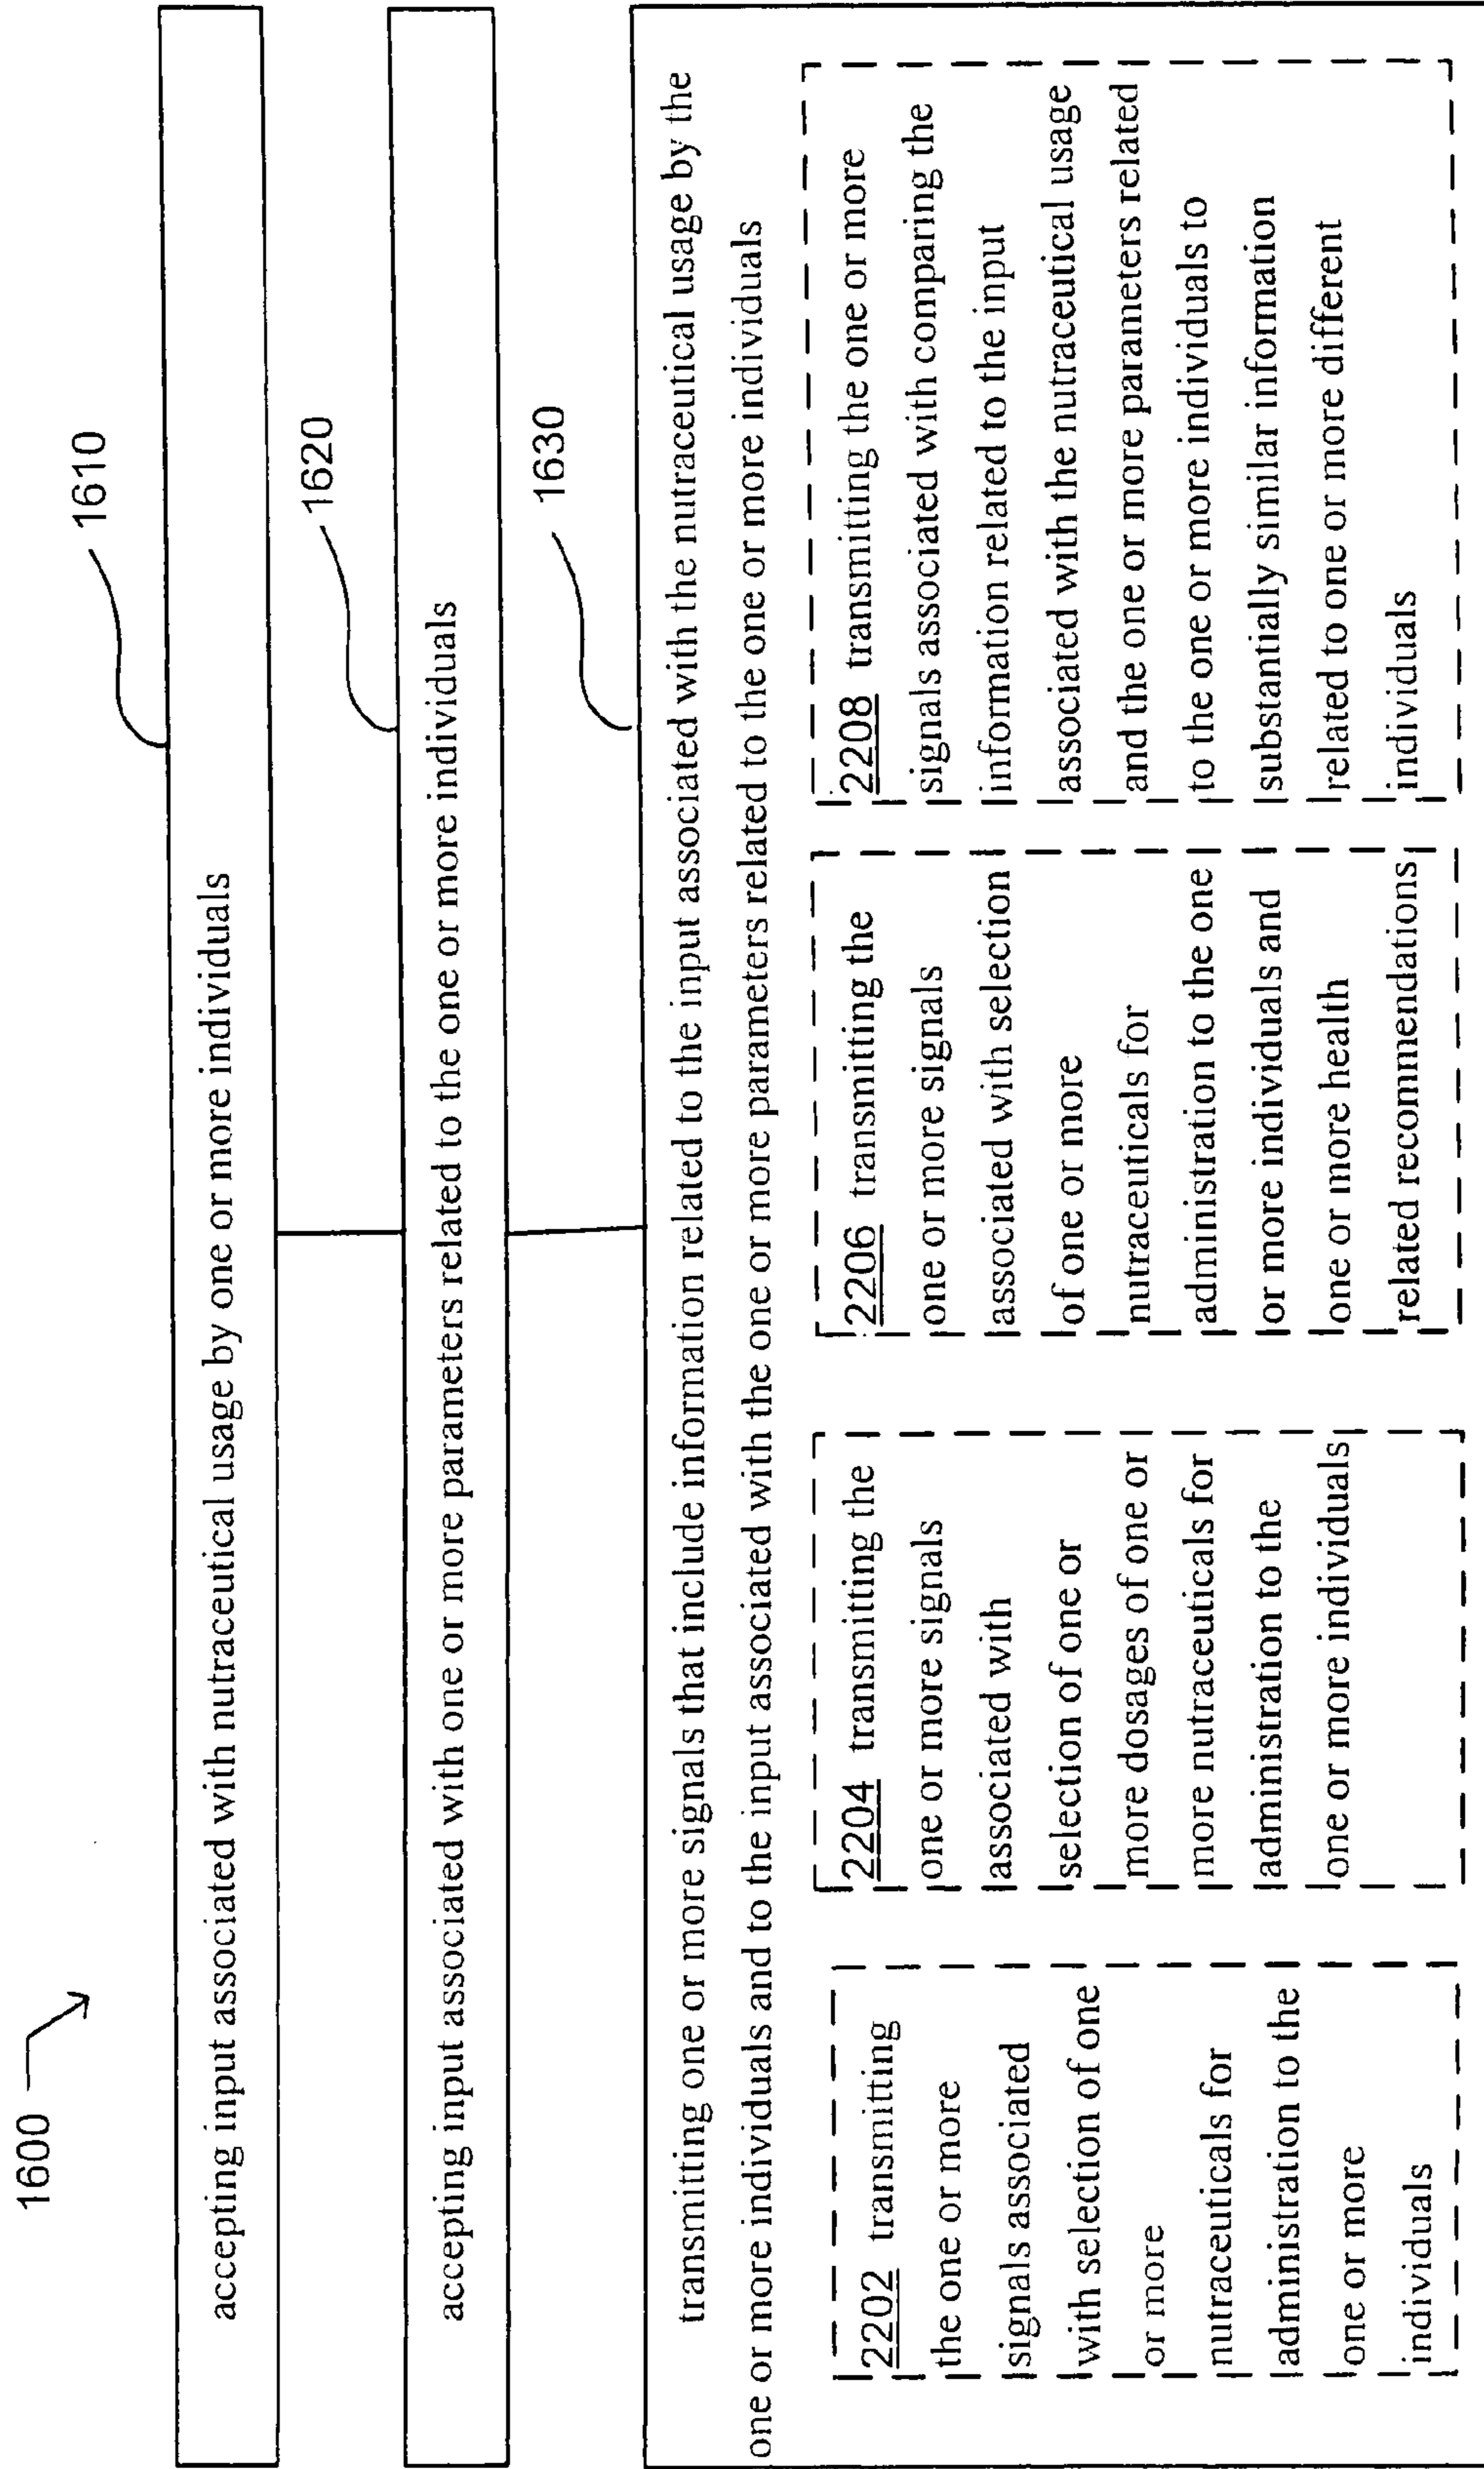 1600
1610
accepting input associated with nutraceutical usage by one or more individuals
1620
accepting input associated with one or more parameters related to the one or more individuals
1630
transmitting one or more signals that include information related to the input associated with the nutraceutical usage by the
one or more individuals and to the input associated with the one or more parameters related to the one or more individuals
2202 transmitting
the one or more
signals associated
with selection of one
or more
nutraceuticals for
administration to the
one or more
individuals
2204 transmitting the
one or more signals
associated with
selection of one or
more dosages of one or
more nutraceuticals for
administration to the
one or more individuals
2206 transmitting the
one or more signals
associated with selection
of one or more
nutraceuticals for
administration to the one
or more individuals and
one or more health
related recommendations
2208 transmitting the one or more
signals associated with comparing the
information related to the input
associated with the nutraceutical usage
and the one or more parameters related
to the one or more individuals to
substantially similar information
related to one or more different
individuals